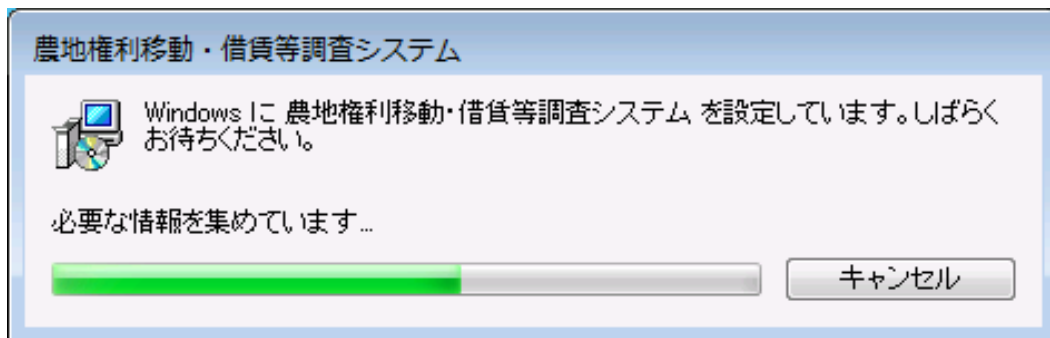 農地権利移動・借賃等調査システム
Windows に 農地権利移動・借賃等調査システム を設定しています。しばらく
お待ちください。
必要な情報を集めています...
キャンセル